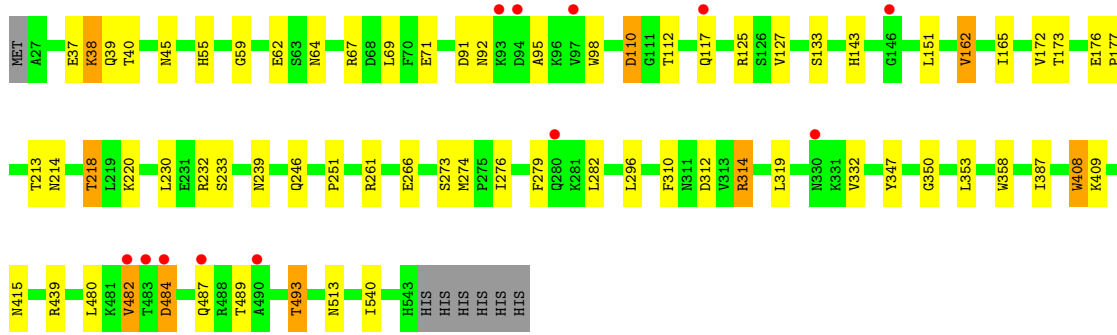 MET A27 E37 K38 Q39 T40 N45 H55 G59 E62 S63 N64 R67 D68 L69 F70 E71 D91 N92 K93 D94 A95 K96 V97 W98 D110 G111 T112 Q117 R125 S126 V127 S133 H143 G146 L151 V162 I165 V172 T173 E176 P177
T213 N214 T218 L219 K220 L230 E231 R232 S233 N239 Q246 P251 R261 E266 S273 M274 P275 I276 F279 Q280 K281 L282 L296 F310 N311 D312 V313 R314 L319 N330 K331 V332 Y347 G350 L353 W358 I387 W408 K409
N415 R439 L480 K481 V482 T483 D484 Q487 R488 T489 A490 T493 N513 I540 H543 HIS HIS HIS HIS HIS